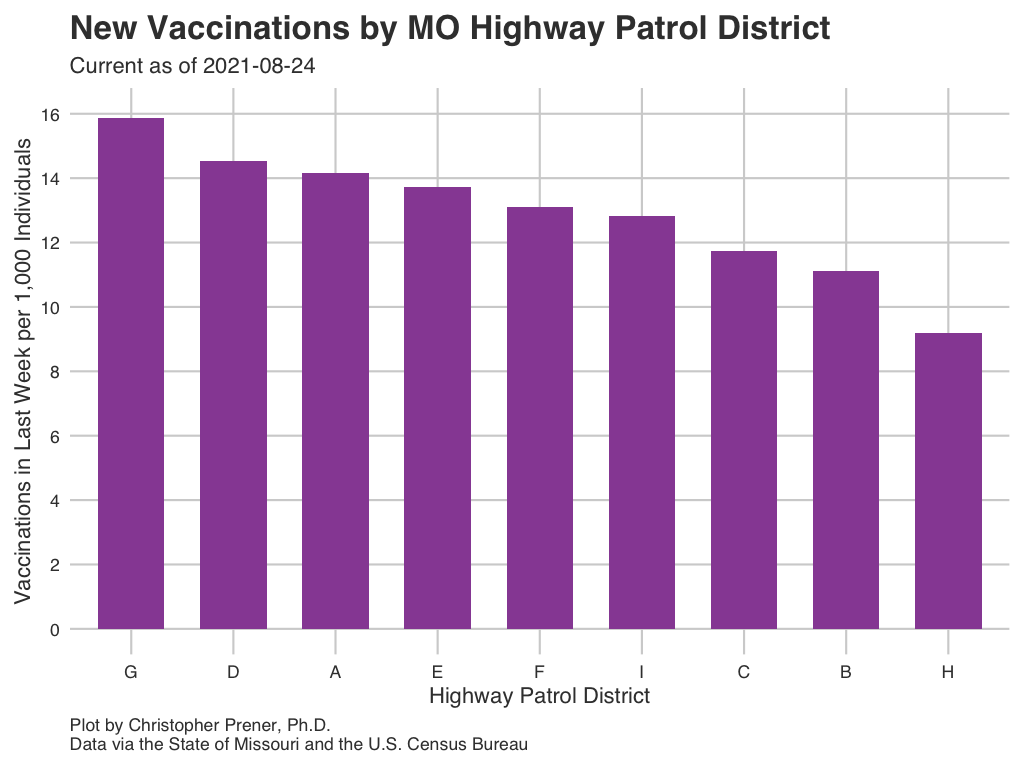 New Vaccinations by MO Highway Patrol District
Current as of 2021-08-24
Vaccinations in Last Week per 1,000 Individuals
16
14
12
10
8
6
4
2
0
G D A E F I C B H
Highway Patrol District
Plot by Christopher Prener, Ph.D.
Data via the State of Missouri and the U.S. Census Bureau